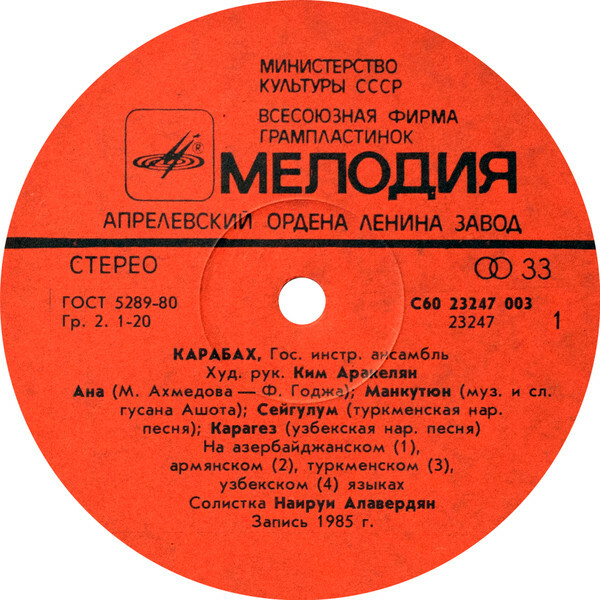 МИНИСТЕРСТВО
КУЛЬТУРЫ СССР
ВСЕСОЮЗНАЯ ФИРМА
ГРАМПЛАСТИНОК
®
МЕЛОДИЯ
АПРЕЛЕВСКИЙ ОРДЕНА ЛЕНИНА ЗАВОД
СТЕРЕО
33
ГОСТ 5289-80
Гр. 2. 1-20
С60 23247 003
23247
1
КАРАБАХ, Гос. инстр. ансамбль
Худ. рук. Ким Аракелян
Ана (М. Ахмедова — Ф. Годжа); Манкутюн (муз. и сл.
гусана Ашота); Сейгулум (туркменская нар.
песня); Карагез (узбекская нар. песня)
На азербайджанском (1),
армянском (2), туркменском (3),
узбекском (4) языках
Солистка Наируи Алавердян
Запись 1985 г.